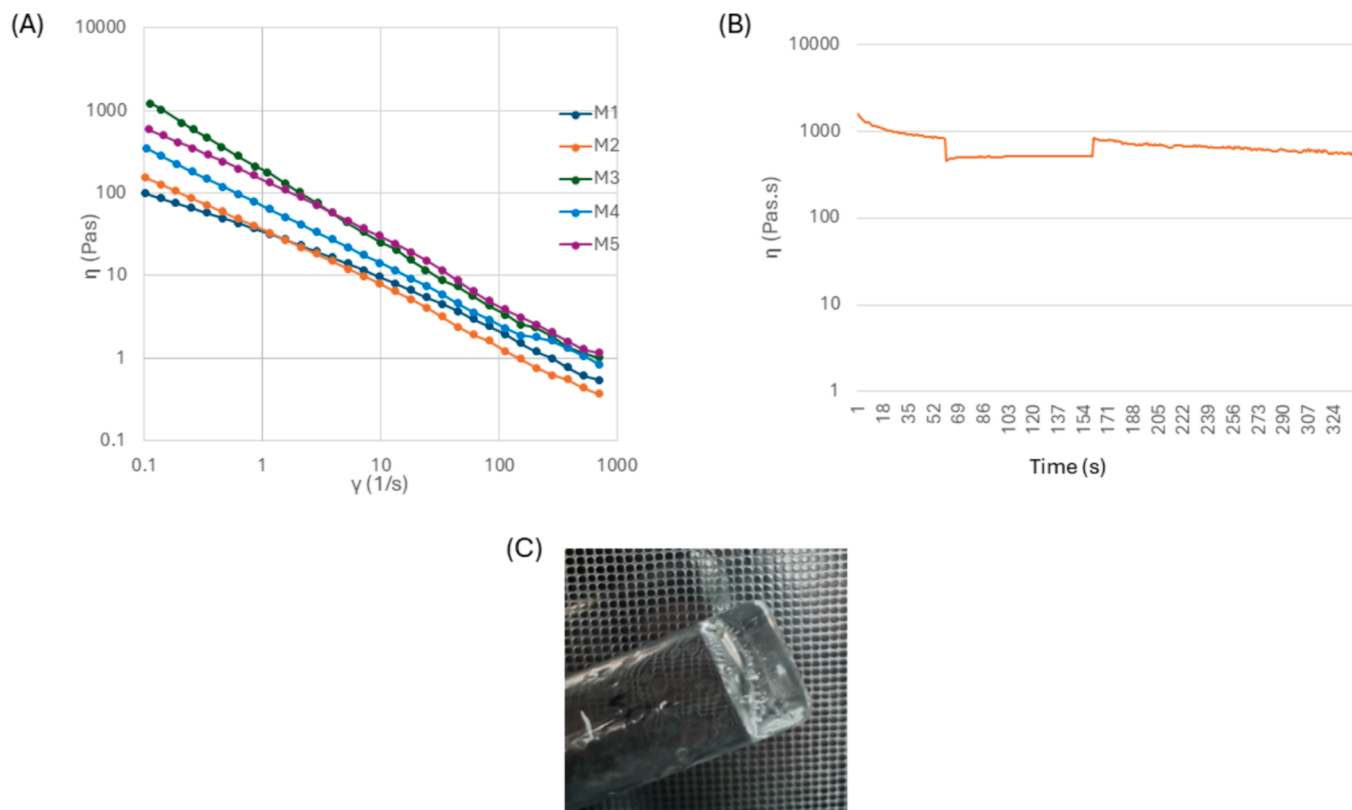 (A)
10000
1000
100
10
1
0.1
η (Pas)
0.1 1 10 100 1000
γ (1/s)
M1
M2
M3
M4
M5
(B)
10000
1000
100
10
1
η (Pa.s)
1 18 35 52 69 86 103 120 137 154 171 188 205 222 239 256 273 290 307 324
Time (s)
(C)